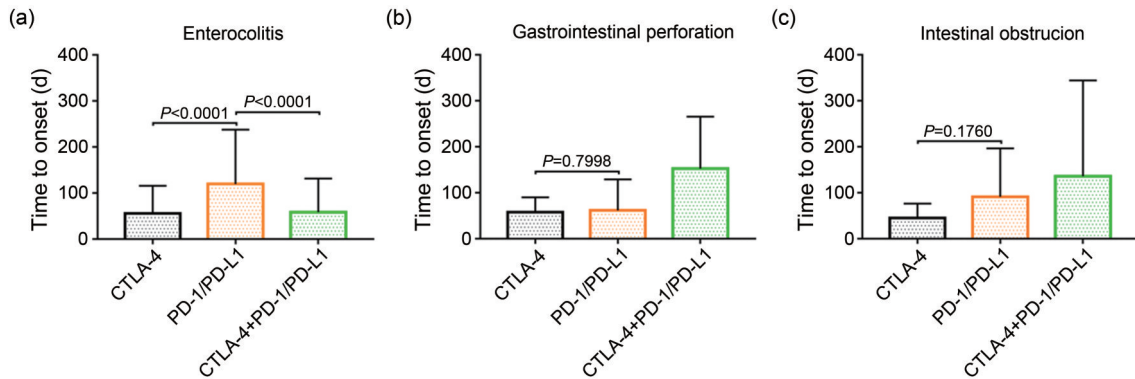 (a)
Enterocolitis
Time to onset (d)
400
300
200
100
0
P<0.0001
P<0.0001
CTLA-4
PD-1/PD-L1
CTLA-4+PD-1/PD-L1
(b)
Gastrointestinal perforation
Time to onset (d)
400
300
200
100
0
P=0.7998
CTLA-4
PD-1/PD-L1
CTLA-4+PD-1/PD-L1
(c)
Intestinal obstrucion
Time to onset (d)
400
300
200
100
0
P=0.1760
CTLA-4
PD-1/PD-L1
CTLA-4+PD-1/PD-L1